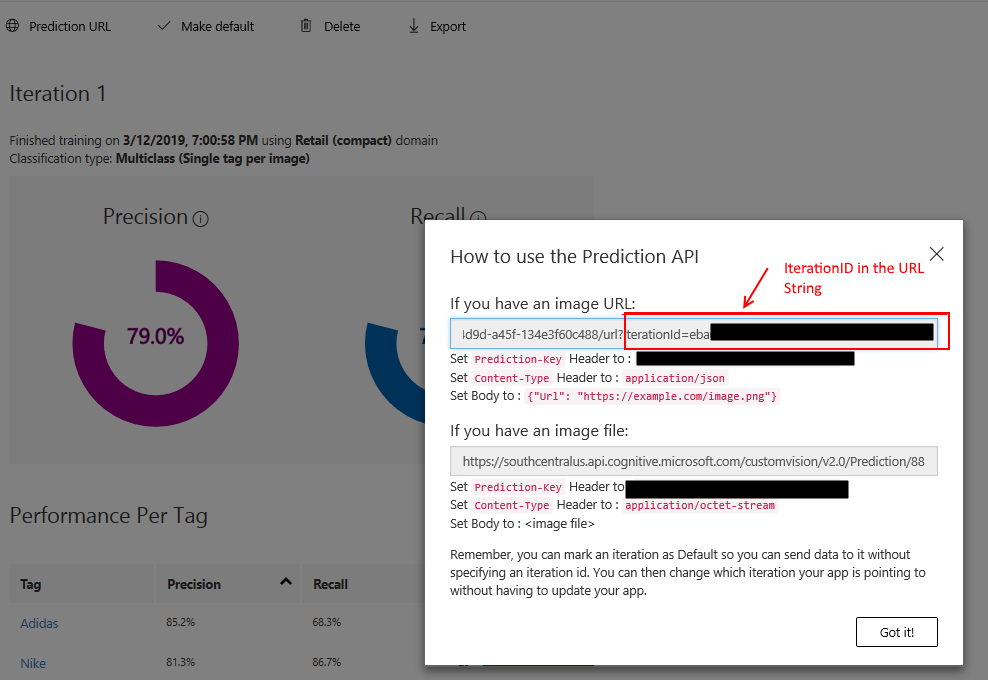 Prediction URL Make default Delete Export
Iteration 1
Finished training on 3/12/2019, 7:00:58 PM using Retail (compact) domain
Classification type: Multiclass (Single tag per image)
Precision
79.0%
Recall
How to use the Prediction API
IterationID in the URL
String
If you have an image URL:
4d9d-a45f-134e3f60c488/url?iterationId=eba
Set Prediction-Key Header to :
Set Content-Type Header to : application/json
Set Body to : {"Url": "https://example.com/image.png"}
If you have an image file:
https://southcentralus.api.cognitive.microsoft.com/customvision/v2.0/Prediction/88
Set Prediction-Key Header to
Set Content-Type Header to : application/octet-stream
Set Body to : <image file>
Remember, you can mark an iteration as Default so you can send data to it without
specifying an iteration id. You can then change which iteration your app is pointing to
without having to update your app.
Got it!
Performance Per Tag
Tag Precision Recall
Adidas 85.2% 68.3%
Nike 81.3% 86.7%